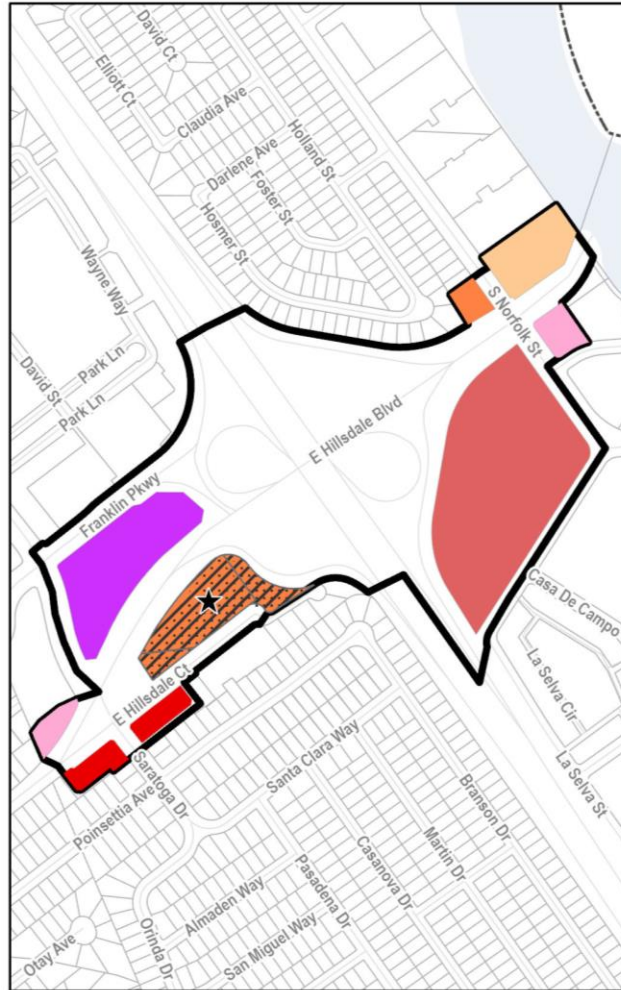 David Ct
Elliott Ct
Claudia Ave
Holland St
Darlene Ave
Foster St
Hosmer St
Wayne Way
S Norfolk St
Park Ln
David St
Park Ln
E Hillsdale Blvd
Franklin Pkwy
Casa De Campo
La Selva Cir
E Hillsdale Ct
La Selva St
Saratoga Dr
Santa Clara Way
Poinsettia Ave
Branson Dr
Martin Dr
Casanova Dr
Pasadena Dr
Almaden Way
Orinda Dr
San Miguel Way
Otay Ave